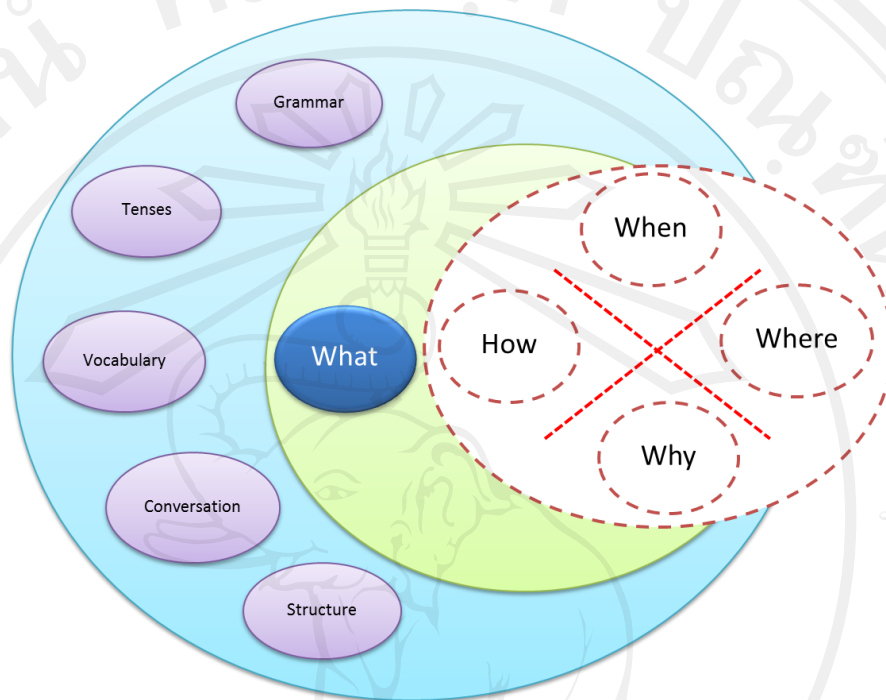 Grammar
Tenses
When
Vocabulary
What
How
Where
Why
Conversation
Structure